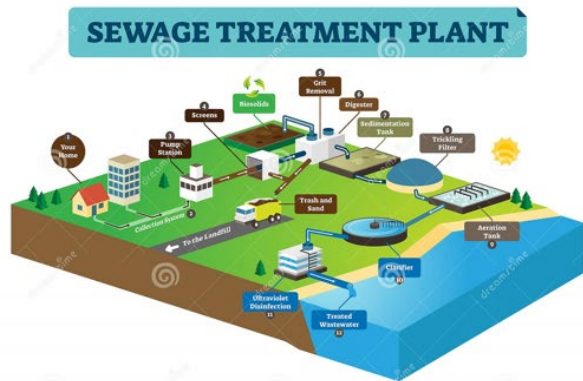 SEWAGE TREATMENT PLANT
1
Your
Home
Collection System
2
3
Pump
Station
4
Screens
Biosolids
5
Grit
Removal
6
Digester
7
Sedimentation
Tank
8
Trickling
Filter
Aeration
Tank
9
Trash and
Sand
To the Landfill
Clarifier
10
Ultraviolet
Disinfection
11
Treated
Wastewater
12
dreamstime